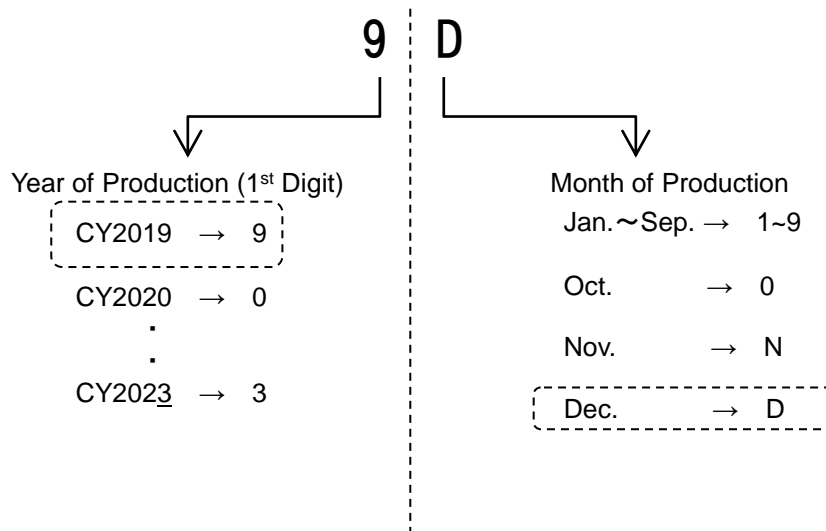 9 D
Year of Production (1st Digit)
CY2019 → 9
CY2020 → 0
.
.
CY2023 → 3
Month of Production
Jan.～Sep. → 1~9
Oct. → 0
Nov. → N
Dec. → D